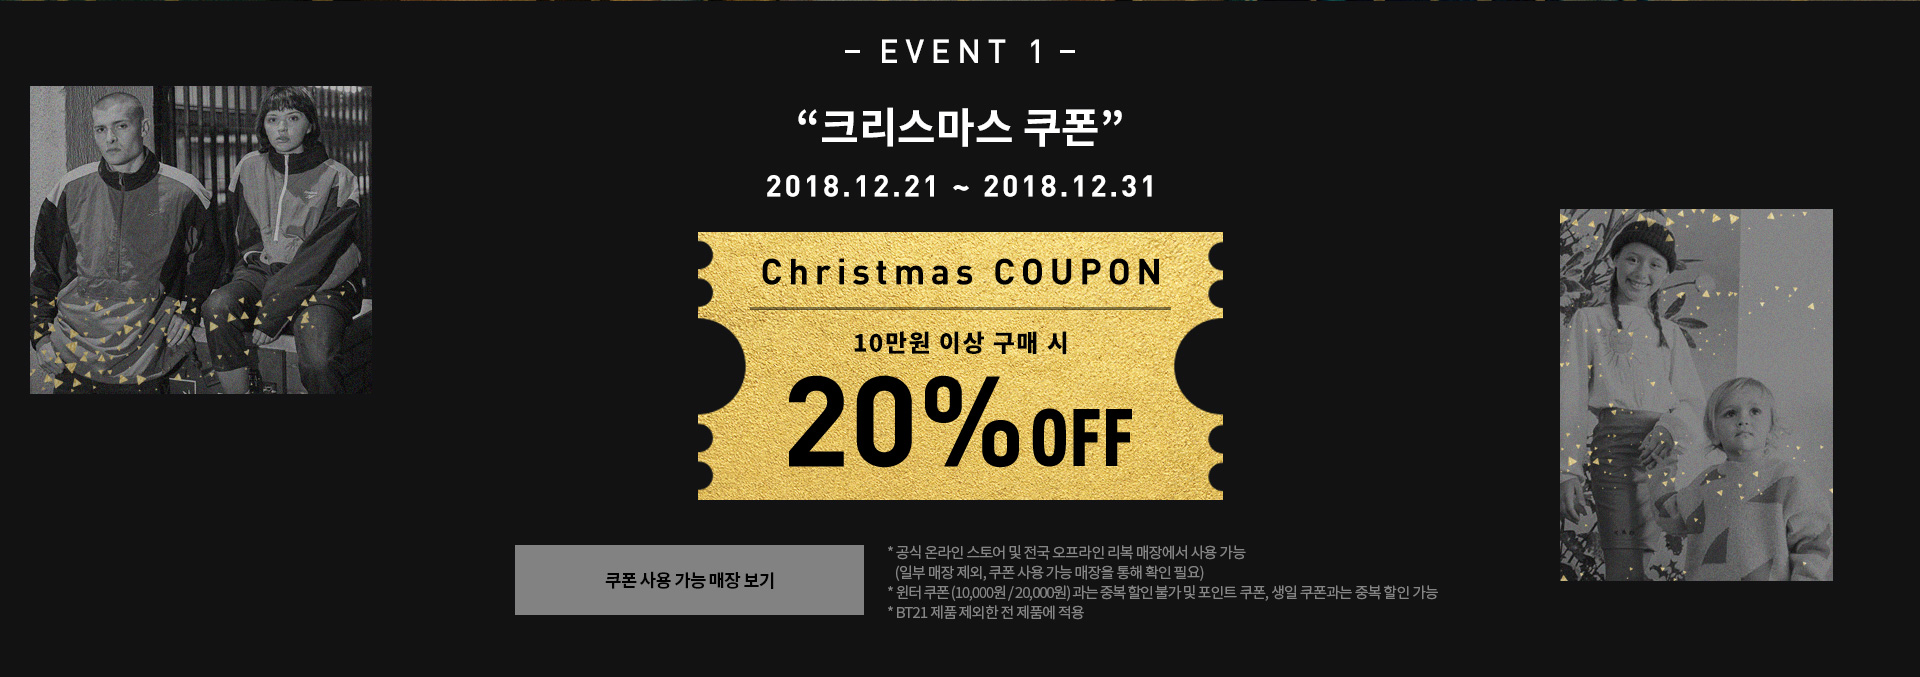 – EVENT 1 –
“크리스마스 쿠폰”
2018.12.21 ~ 2018.12.31
Christmas COUPON
10만원 이상 구매 시
20% OFF
쿠폰 사용 가능 매장 보기
* 공식 온라인 스토어 및 전국 오프라인 리복 매장에서 사용 가능
(일부 매장 제외, 쿠폰 사용 가능 매장을 통해 확인 필요)
* 윈터 쿠폰 (10,000원 / 20,000원) 과는 중복 할인 불가 및 포인트 쿠폰, 생일 쿠폰과는 중복 할인 가능
* BT21 제품 제외한 전 제품에 적용